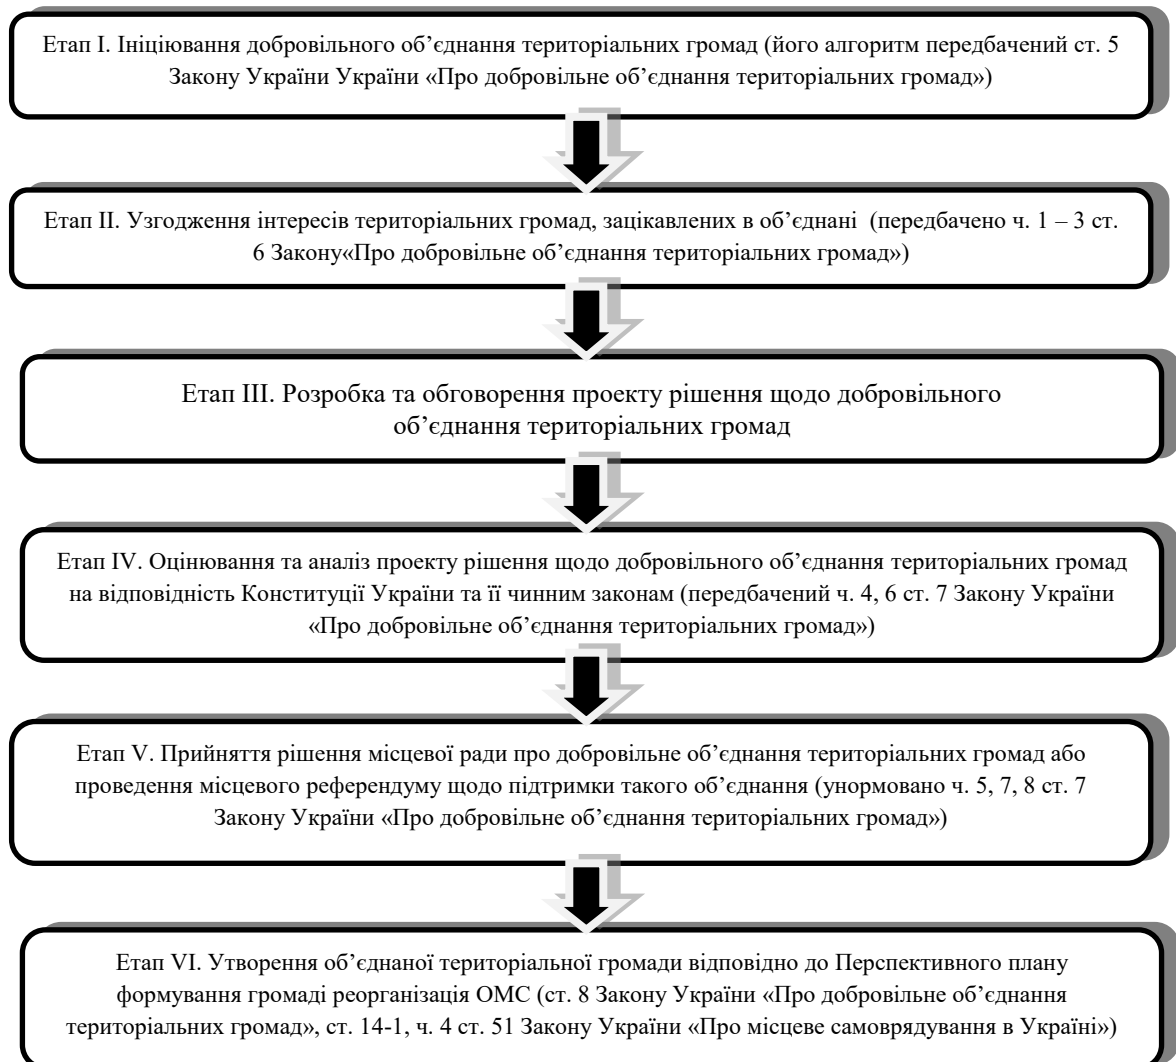 Етап І. Ініціювання добровільного об’єднання територіальних громад (його алгоритм передбачений ст. 5
Закону України України «Про добровільне об’єднання територіальних громад»)
Етап ІІ. Узгодження інтересів територіальних громад, зацікавлених в об’єднані (передбачено ч. 1 – 3 ст.
6 Закону«Про добровільне об’єднання територіальних громад»)
Етап ІІІ. Розробка та обговорення проекту рішення щодо добровільного
об’єднання територіальних громад
Етап IV. Оцінювання та аналіз проекту рішення щодо добровільного об’єднання територіальних громад
на відповідність Конституції України та її чинним законам (передбачений ч. 4, 6 ст. 7 Закону України
«Про добровільне об’єднання територіальних громад»)
Етап V. Прийняття рішення місцевої ради про добровільне об’єднання територіальних громад або
проведення місцевого референдуму щодо підтримки такого об’єднання (унормовано ч. 5, 7, 8 ст. 7
Закону України «Про добровільне об’єднання територіальних громад»)
Етап VI. Утворення об’єднаної територіальної громади відповідно до Перспективного плану
формування громаді реорганізація ОМС (ст. 8 Закону України «Про добровільне об’єднання
територіальних громад», ст. 14-1, ч. 4 ст. 51 Закону України «Про місцеве самоврядування в Україні»)